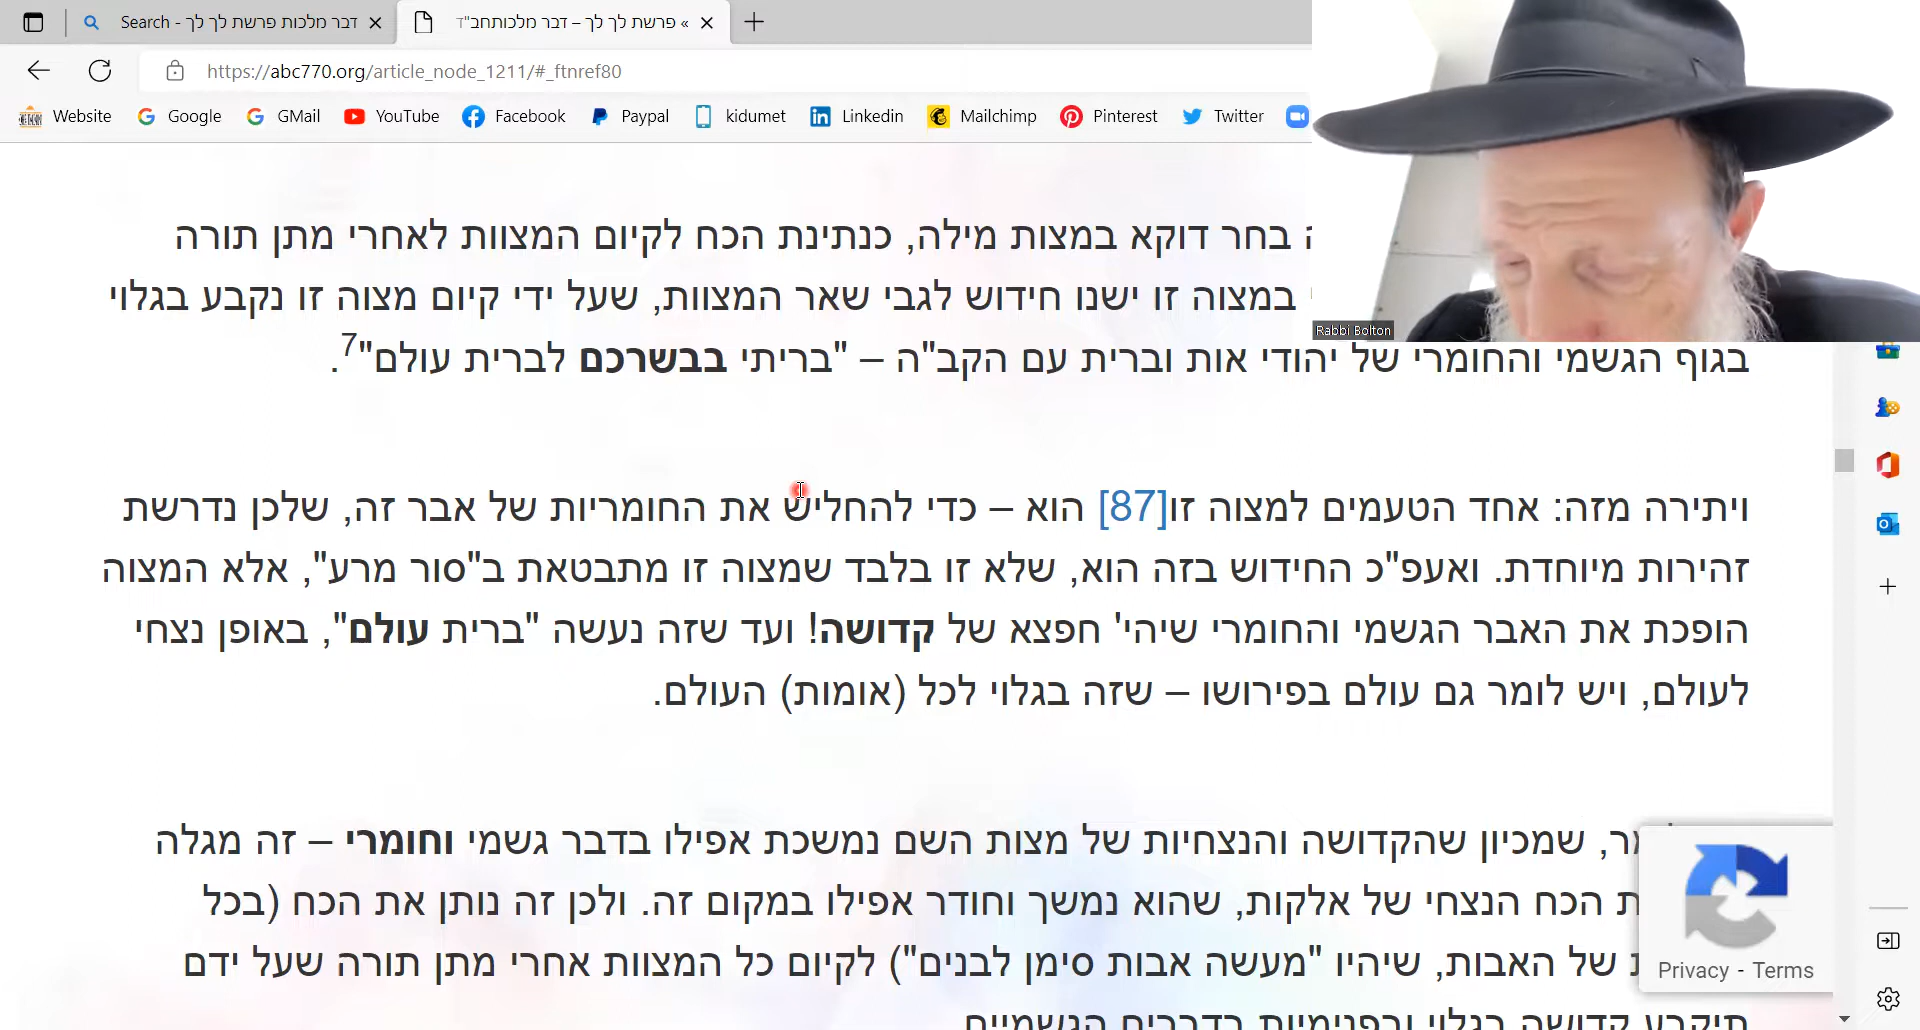 דבר מלכות פרשת לך לך - Search
» פרשת לך לך – דבר מלכותחב"ד
https://abc770.org/article_node_1211/#_ftnref80
Website Google GMail YouTube Facebook Paypal kidumet Linkedin Mailchimp Pinterest Twitter
בחר דוקא במצות מילה, כנתינת הכח לקיום המצוות לאחרי מתן תורה
במצוה זו ישנו חידוש לגבי שאר המצוות, שעל ידי קיום מצוה זו נקבע בגלוי
Rabbi Bolton
בגוף הגשמי והחומרי של יהודי אות וברית עם הקב"ה – "בריתי בבשרכם לברית עולם"7.
ויתירה מזה: אחד הטעמים למצוה זו[87] הוא – כדי להחליש את החומריות של אבר זה, שלכן נדרשת
זהירות מיוחדת. ואעפ"כ החידוש בזה הוא, שלא זו בלבד שמצוה זו מתבטאת ב"סור מרע", אלא המצוה
הופכת את האבר הגשמי והחומרי שיהי' חפצא של קדושה! ועד שזה נעשה "ברית עולם", באופן נצחי
לעולם, ויש לומר גם עולם בפירושו – שזה בגלוי לכל (אומות) העולם.
שמכיון שהקדושה והנצחיות של מצות השם נמשכת אפילו בדבר גשמי וחומרי – זה מגלה
הכח הנצחי של אלקות, שהוא נמשך וחודר אפילו במקום זה. ולכן זה נותן את הכח (בכל
של האבות, שיהיו "מעשה אבות סימן לבנים") לקיום כל המצוות אחרי מתן תורה שעל ידם
תיקבע קדושה בגלוי ובפנימיות בדברים הגשמיים
Privacy - Terms